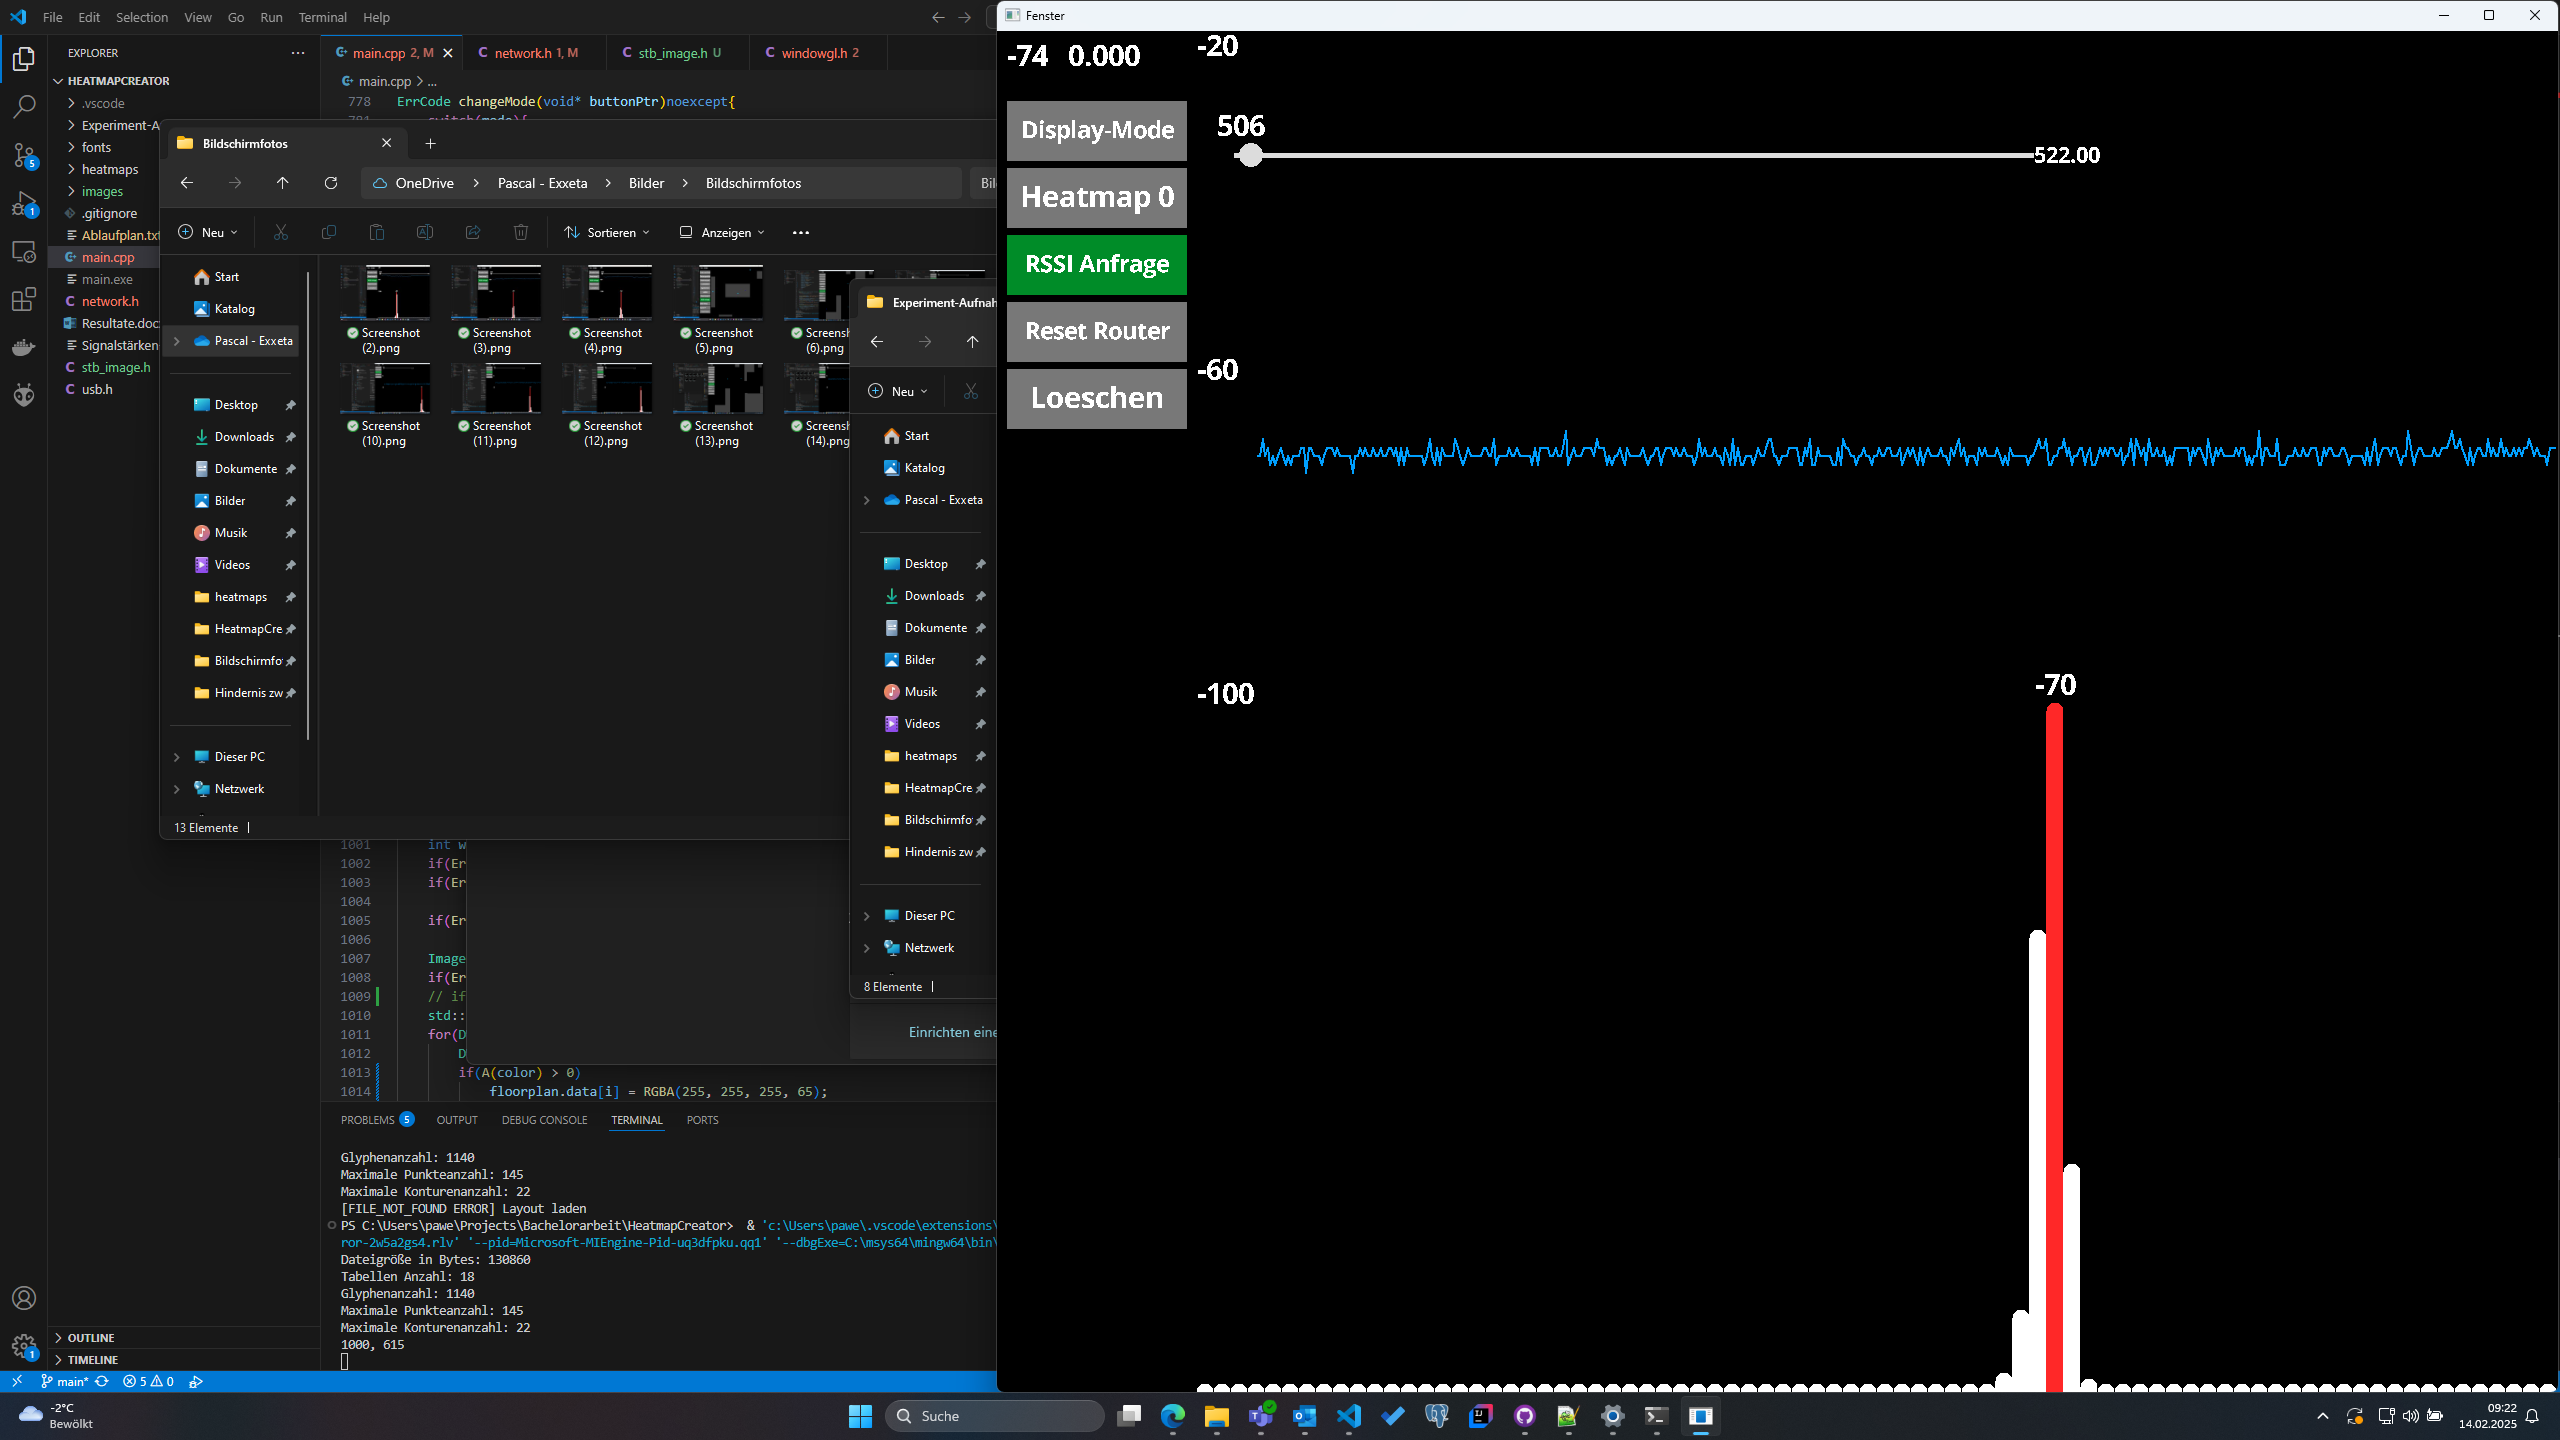 File Edit Selection View Go Run Terminal Help
EXPLORER
HEATMAPCREATOR
.vscode
Experiment-A
fonts
heatmaps
images
.gitignore
Ablaufplan.txt
main.cpp
main.exe
network.h
Resultate.doc
Signalstärken
stb_image.h
usb.h
OUTLINE
TIMELINE
main.cpp 2, M
network.h 1, M
stb_image.h U
windowgl.h 2
main.cpp > ...
778 ErrCode changeMode(void* buttonPtr)noexcept{
781 switch(mode){
Bildschirmfotos
OneDrive > Pascal - Exxeta > Bilder > Bildschirmfotos
Neu Sortieren Anzeigen
Start
Katalog
Pascal - Exxeta
Desktop
Downloads
Dokumente
Bilder
Musik
Videos
heatmaps
HeatmapCre
Bildschirmfo
Hindernis zw
Dieser PC
Netzwerk
13 Elemente
Screenshot (2).png
Screenshot (3).png
Screenshot (4).png
Screenshot (5).png
Screensh (6).png
Screenshot (10).png
Screenshot (11).png
Screenshot (12).png
Screenshot (13).png
Screensh (14).png
Experiment-Aufnah
Neu
Start
Katalog
Pascal - Exxeta
Desktop
Downloads
Dokumente
Bilder
Musik
Videos
heatmaps
HeatmapCre
Bildschirmfo
Hindernis zw
Dieser PC
Netzwerk
8 Elemente
Einrichten eine
1001 int w
1002 if(Er
1003 if(Er
1004
1005 if(Er
1006
1007 Image
1008 if(Er
1009 // if
1010 std::
1011 for(D
1012 D
1013 if(A(color) > 0)
1014 floorplan.data[i] = RGBA(255, 255, 255, 65);
PROBLEMS 5 OUTPUT DEBUG CONSOLE TERMINAL PORTS
Glyphenanzahl: 1140
Maximale Punkteanzahl: 145
Maximale Konturenanzahl: 22
[FILE_NOT_FOUND ERROR] Layout laden
PS C:\Users\pawe\Projects\Bachelorarbeit\HeatmapCreator> & 'c:\Users\pawe\.vscode\extensions\
ror-2w5a2gs4.rlv' '--pid=Microsoft-MIEngine-Pid-uq3dfpku.qq1' '--dbgExe=C:\msys64\mingw64\bin\
Dateigröße in Bytes: 130860
Tabellen Anzahl: 18
Glyphenanzahl: 1140
Maximale Punkteanzahl: 145
Maximale Konturenanzahl: 22
1000, 615
main* 5 0
Fenster
-74 0.000
Display-Mode
Heatmap 0
RSSI Anfrage
Reset Router
Loeschen
-20
506
522.00
-60
-100
-70
-2°C
Bewölkt
Suche
09:22
14.02.2025